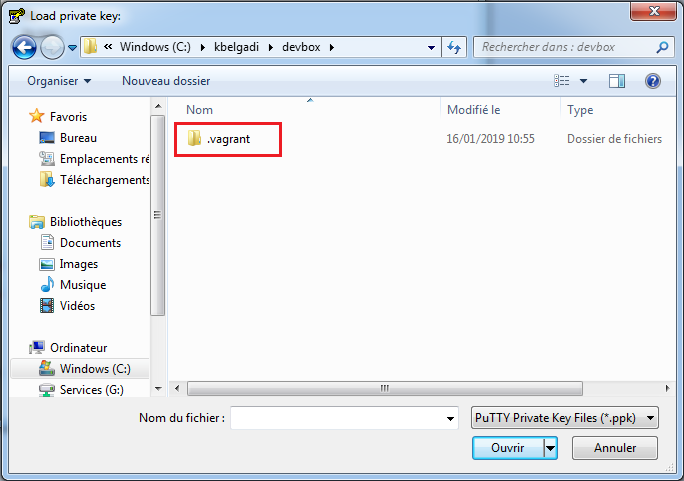 Load private key:
« Windows (C:) kbelgadi devbox
Rechercher dans : devbox
Organiser Nouveau dossier
Nom Modifié le Type
.vagrant 16/01/2019 10:55 Dossier de fichiers
Favoris
Bureau
Emplacements ré
Téléchargements
Bibliothèques
Documents
Images
Musique
Vidéos
Ordinateur
Windows (C:)
Services (G:)
Nom du fichier : PuTTY Private Key Files (*.ppk)
Ouvrir Annuler